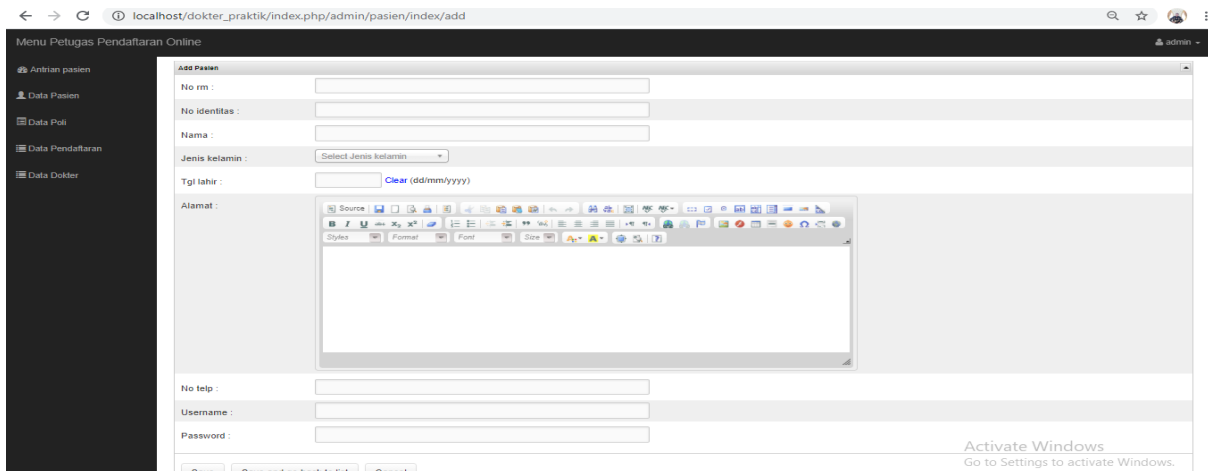 localhost/dokter_praktik/index.php/admin/pasien/index/add
Menu Petugas Pendaftaran Online
admin
Antrian pasien
Data Pasien
Data Poli
Data Pendaftaran
Data Dokter
Add Pasien
No rm :
No identitas :
Nama :
Jenis kelamin :
Select Jenis kelamin
Tgl lahir :
Clear (dd/mm/yyyy)
Alamat :
Source
B I U
Styles Format Font Size
No telp :
Username :
Password :
Activate Windows
Go to Settings to activate Windows.